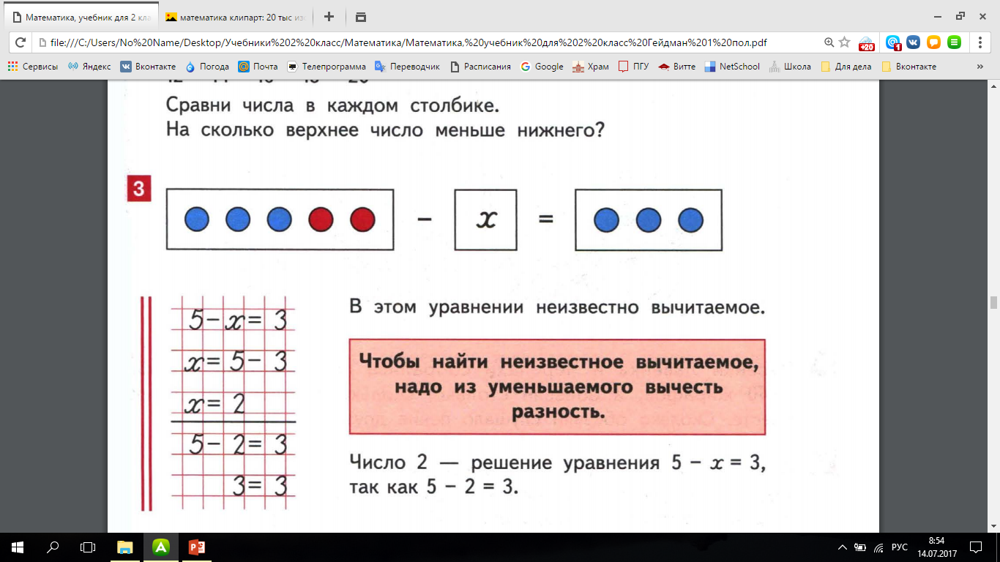 Математика, учебник для 2 кла
математика клипарт: 20 тыс изо
file:///C:/Users/No%20Name/Desktop/Учебники%202%20класс/Математика/Математика,%20учебник%20для%202%20класс%20Гейдман%201%20пол.pdf
+20
1
Сервисы Яндекс Вконтакте Погода Почта Телепрограмма Переводчик Расписания Google Храм ПГУ Витте NetSchool Школа Для дела Вконтакте »
Сравни числа в каждом столбике.
На сколько верхнее число меньше нижнего?
3
− x =
5 − x = 3
x = 5 − 3
x = 2
5 − 2 = 3
3 = 3
В этом уравнении неизвестно вычитаемое.
Чтобы найти неизвестное вычитаемое,
надо из уменьшаемого вычесть
разность.
Число 2 — решение уравнения 5 − x = 3,
так как 5 − 2 = 3.
РУС
8:54
14.07.2017